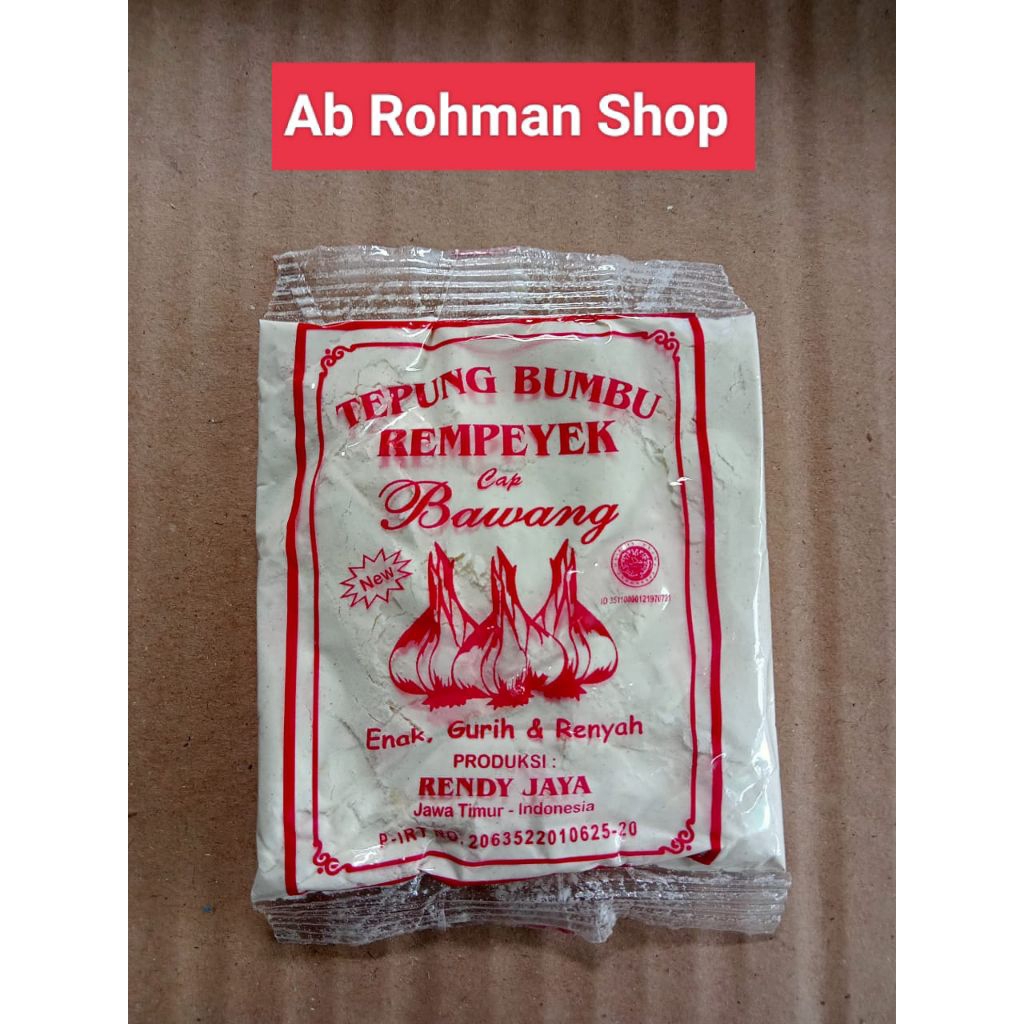 Ab Rohman Shop
TEPUNG BUMBU
REMPEYEK
Cap
Bawang
New
Enak, Gurih & Renyah
PRODUKSI :
RENDY JAYA
Jawa Timur - Indonesia
P-IRT NO. 2063522010625-20